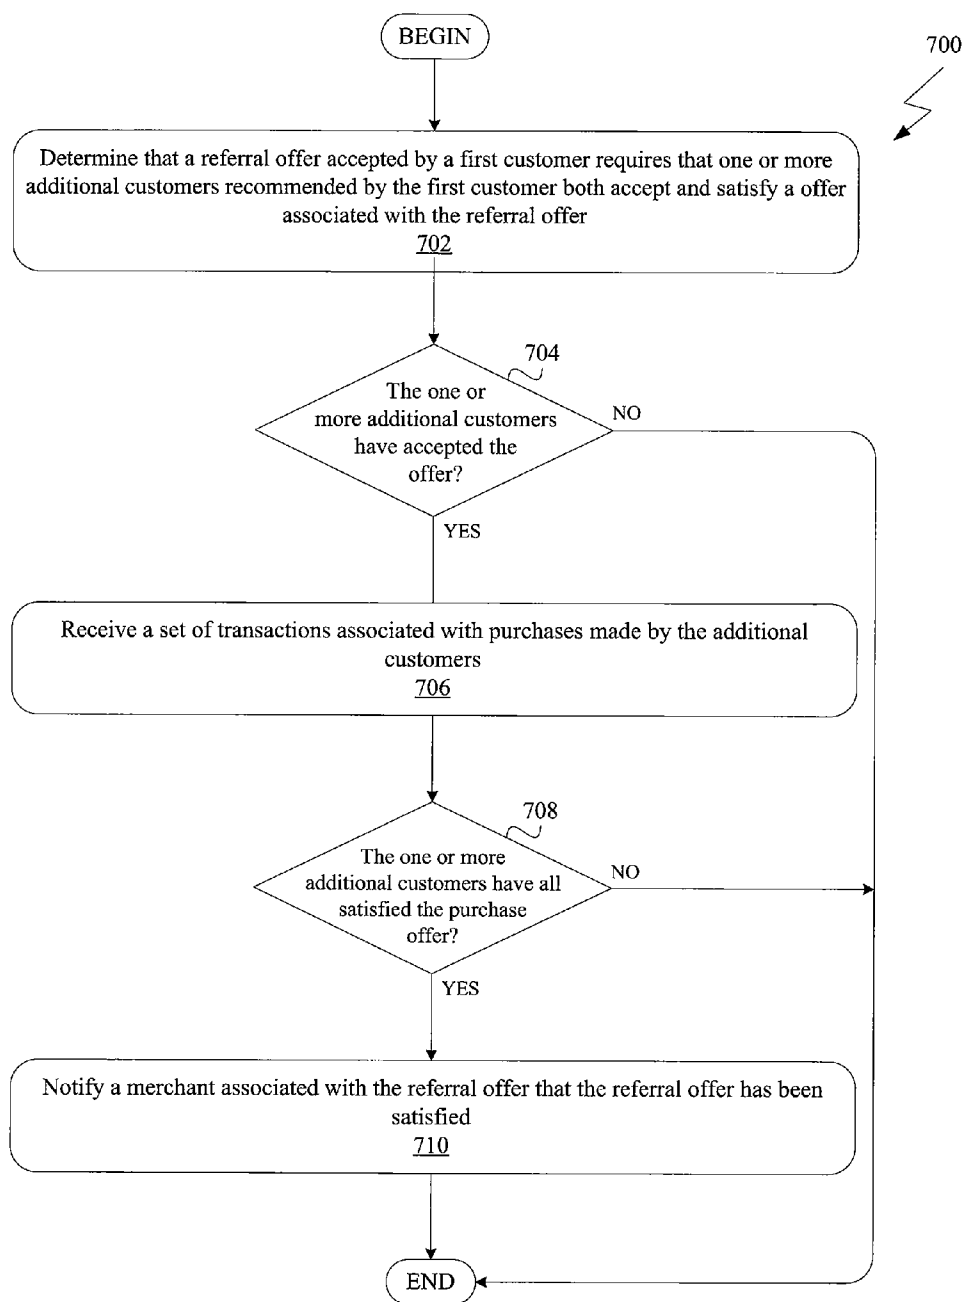 BEGIN
700
Determine that a referral offer accepted by a first customer requires that one or more
additional customers recommended by the first customer both accept and satisfy a offer
associated with the referral offer
702
704
The one or
more additional customers
have accepted the
offer?
NO
YES
Receive a set of transactions associated with purchases made by the additional
customers
706
708
The one or more
additional customers have all
satisfied the purchase
offer?
NO
YES
Notify a merchant associated with the referral offer that the referral offer has been
satisfied
710
END